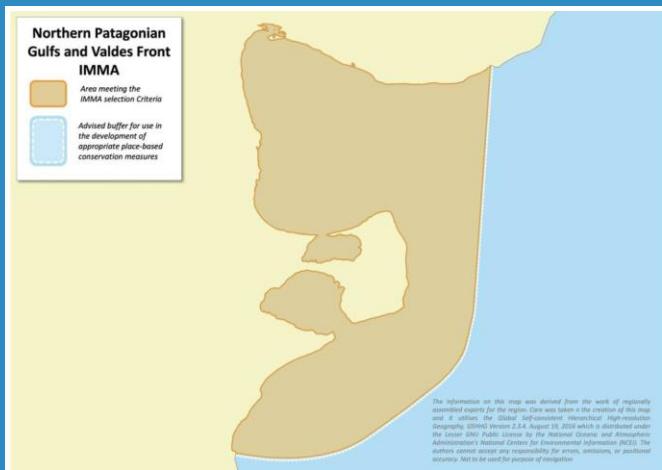 Northern Patagonian
Gulfs and Valdes Front
IMMA
Area meeting the
IMMA selection Criteria
Advised buffer for use in
the development of
appropriate place-based
conservation measures
The information on this map was derived from the work of regionally
assembled experts for the region. Care was taken n the creation of this map
and it utilises the Global Self-consistent Hierarchical High-resolution
Geography, GSHHG Version 2.3.4. August 19, 2016 which is distributed under
the Lesser GNU Public License by the National Oceanic and Atmospheric
Administration's National Centers for Environmental Information (NCEI). The
authors cannot accept any responsibility for errors, omissions, or positional
accuracy. Not to be used for purpose of navigation